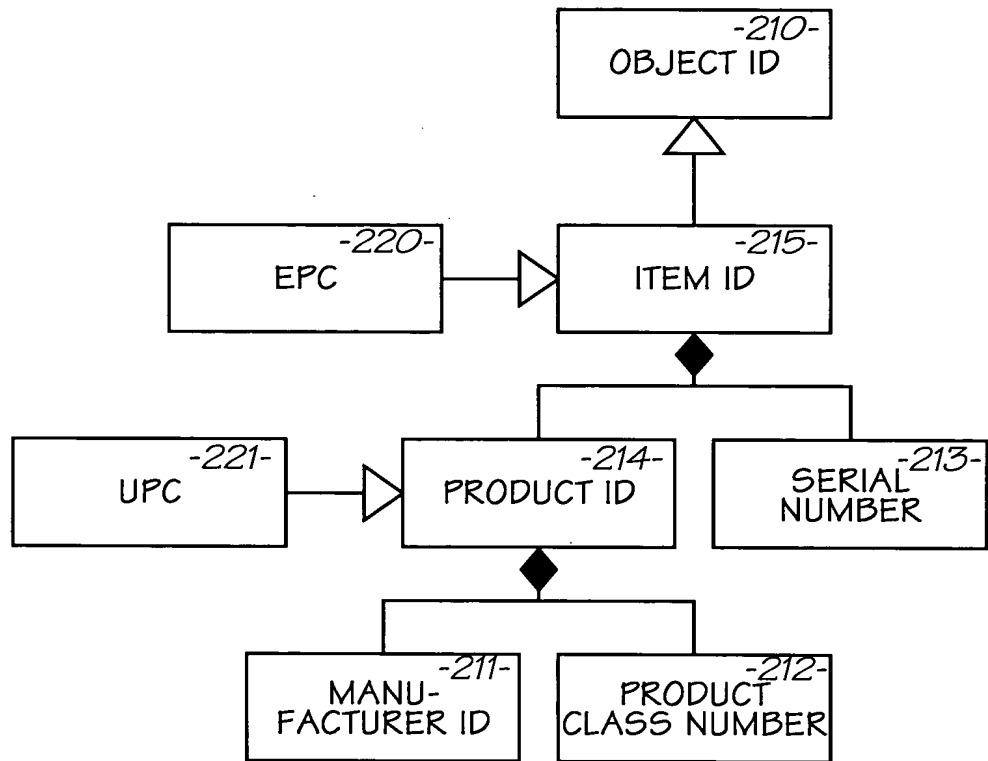 -210-
OBJECT ID
-220-
EPC
-215-
ITEM ID
-221-
UPC
-214-
PRODUCT ID
-213-
SERIAL
NUMBER
-211-
MANU-
FACTURER ID
-212-
PRODUCT
CLASS NUMBER